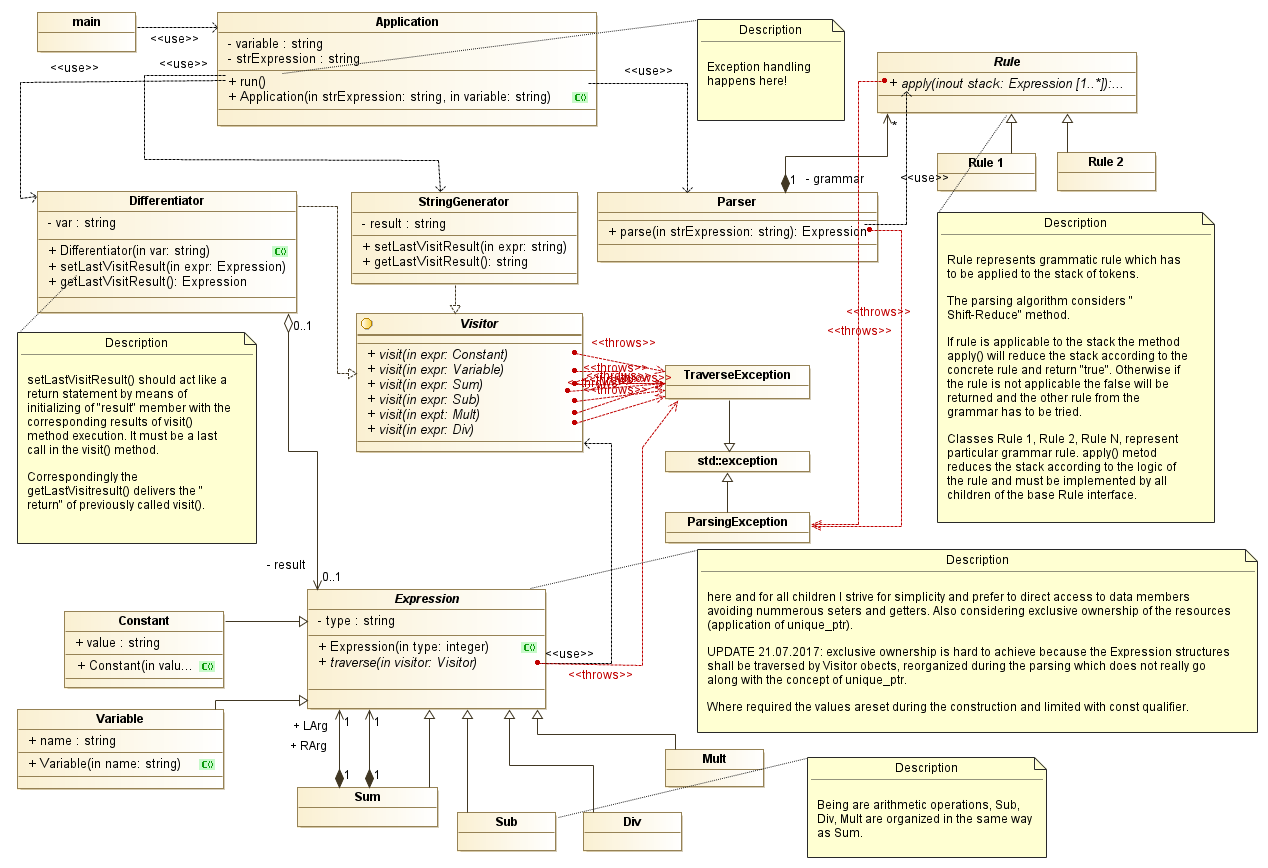 main
<<use>>
Application
- variable : string
- strExpression : string
+ run()
+ Application(in strExpression: string, in variable: string)
<<use>>
<<use>>
<<use>>
Description
Exception handling
happens here!
Rule
+ apply(inout stack: Expression [1..*]):...
*
1
- grammar
<<use>>
Rule 1
Rule 2
Differentiator
- var : string
+ Differentiator(in var: string)
+ setLastVisitResult(in expr: Expression)
+ getLastVisitResult(): Expression
StringGenerator
- result : string
+ setLastVisitResult(in expr: string)
+ getLastVisitResult(): string
Parser
+ parse(in strExpression: string): Expression
Description
Rule represents grammatic rule which has
to be applied to the stack of tokens.
The parsing algorithm considers "
Shift-Reduce" method.
If rule is applicable to the stack the method
apply() will reduce the stack according to the
concrete rule and return "true". Otherwise if
the rule is not applicable the false will be
returned and the other rule from the
grammar has to be tried.
Classes Rule 1, Rule 2, Rule N, represent
particular grammar rule. apply() metod
reduces the stack according to the logic of
the rule and must be implemented by all
children of the base Rule interface.
0..1
Description
setLastVisitResult() should act like a
return statement by means of
initializing of "result" member with the
corresponding results of visit()
method execution. It must be a last
call in the visit() method.
Correspondingly the
getLastVisitresult() delivers the "
return" of previously called visit().
Visitor
+ visit(in expr: Constant)
+ visit(in expr: Variable)
+ visit(in expr: Sum)
+ visit(in expr: Sub)
+ visit(in expt: Mult)
+ visit(in expr: Div)
<<throws>>
<<throws>>
<<throws>>
<<throws>>
<<throws>>
<<throws>>
<<throws>>
<<throws>>
TraverseException
std::exception
ParsingException
- result
0..1
Expression
- type : string
+ Expression(in type: integer)
+ traverse(in visitor: Visitor)
<<use>>
<<throws>>
Description
here and for all children I strive for simplicity and prefer to direct access to data members
avoiding nummerous seters and getters. Also considering exclusive ownership of the resources
(application of unique_ptr).
UPDATE 21.07.2017: exclusive ownership is hard to achieve because the Expression structures
shall be traversed by Visitor obects, reorganized during the parsing which does not really go
along with the concept of unique_ptr.
Where required the values areset during the construction and limited with const qualifier.
Constant
+ value : string
+ Constant(in valu...
Variable
+ name : string
+ Variable(in name: string)
+ LArg
+ RArg
1
1
1
1
Sum
Sub
Div
Mult
Description
Being are arithmetic operations, Sub,
Div, Mult are organized in the same way
as Sum.